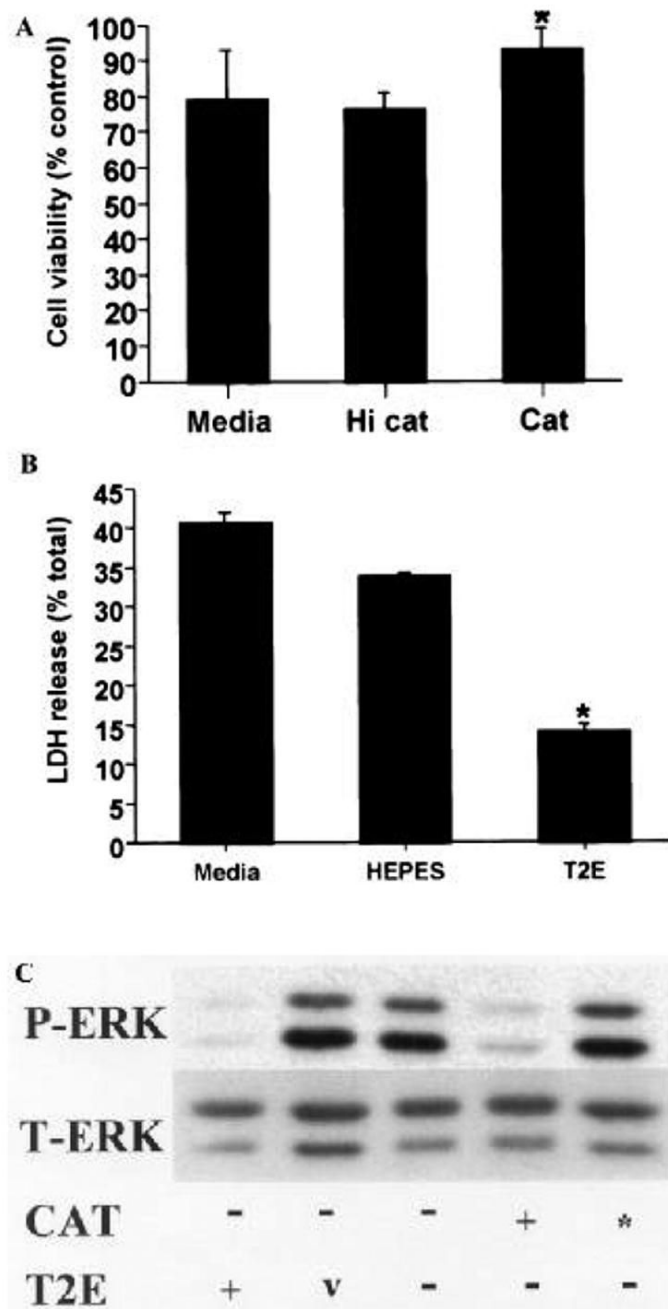 A
Cell viability (% control)
100
90
80
70
60
50
40
30
20
10
0
*
Media Hi cat Cat
B
LDH release (% total)
45
40
35
30
25
20
15
10
5
0
*
Media HEPES T2E
C
P-ERK
T-ERK
CAT - - - + *
T2E + v - - -